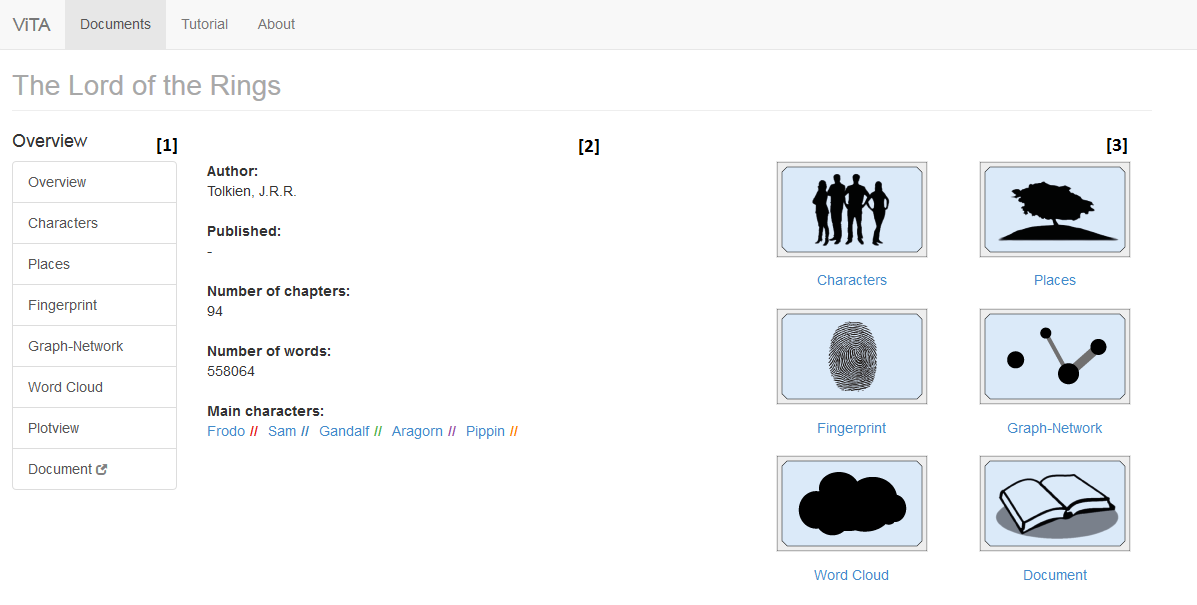 ViTA Documents Tutorial About
The Lord of the Rings
Overview [1] [2] [3]
Overview
Characters
Places
Fingerprint
Graph-Network
Word Cloud
Plotview
Document
Author:
Tolkien, J.R.R.
Published:
-
Number of chapters:
94
Number of words:
558064
Main characters:
Frodo // Sam // Gandalf // Aragorn // Pippin //
Characters Places
Fingerprint Graph-Network
Word Cloud Document